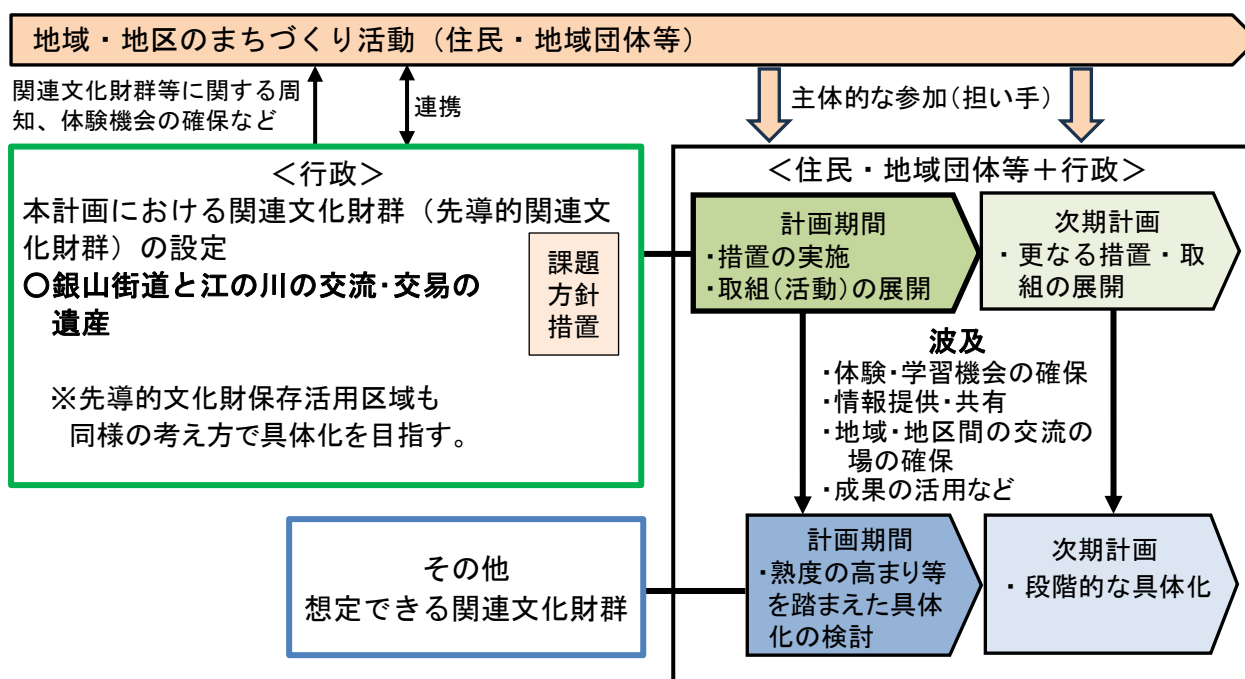 地域・地区のまちづくり活動（住民・地域団体等）
関連文化財群等に関する周
知、体験機会の確保など
連携
主体的な参加（担い手）
＜行政＞
本計画における関連文化財群（先導的関連文
化財群）の設定
〇銀山街道と江の川の交流・交易の
遺産
課題
方針
措置
※先導的文化財保存活用区域も
同様の考え方で具体化を目指す。
＜住民・地域団体等＋行政＞
計画期間
・措置の実施
・取組（活動）の展開
次期計画
・更なる措置・取
組の展開
波及
・体験・学習機会の確保
・情報提供・共有
・地域・地区間の交流の
場の確保
・成果の活用など
その他
想定できる関連文化財群
計画期間
・熟度の高まり等
を踏まえた具体
化の検討
次期計画
・段階的な具体化